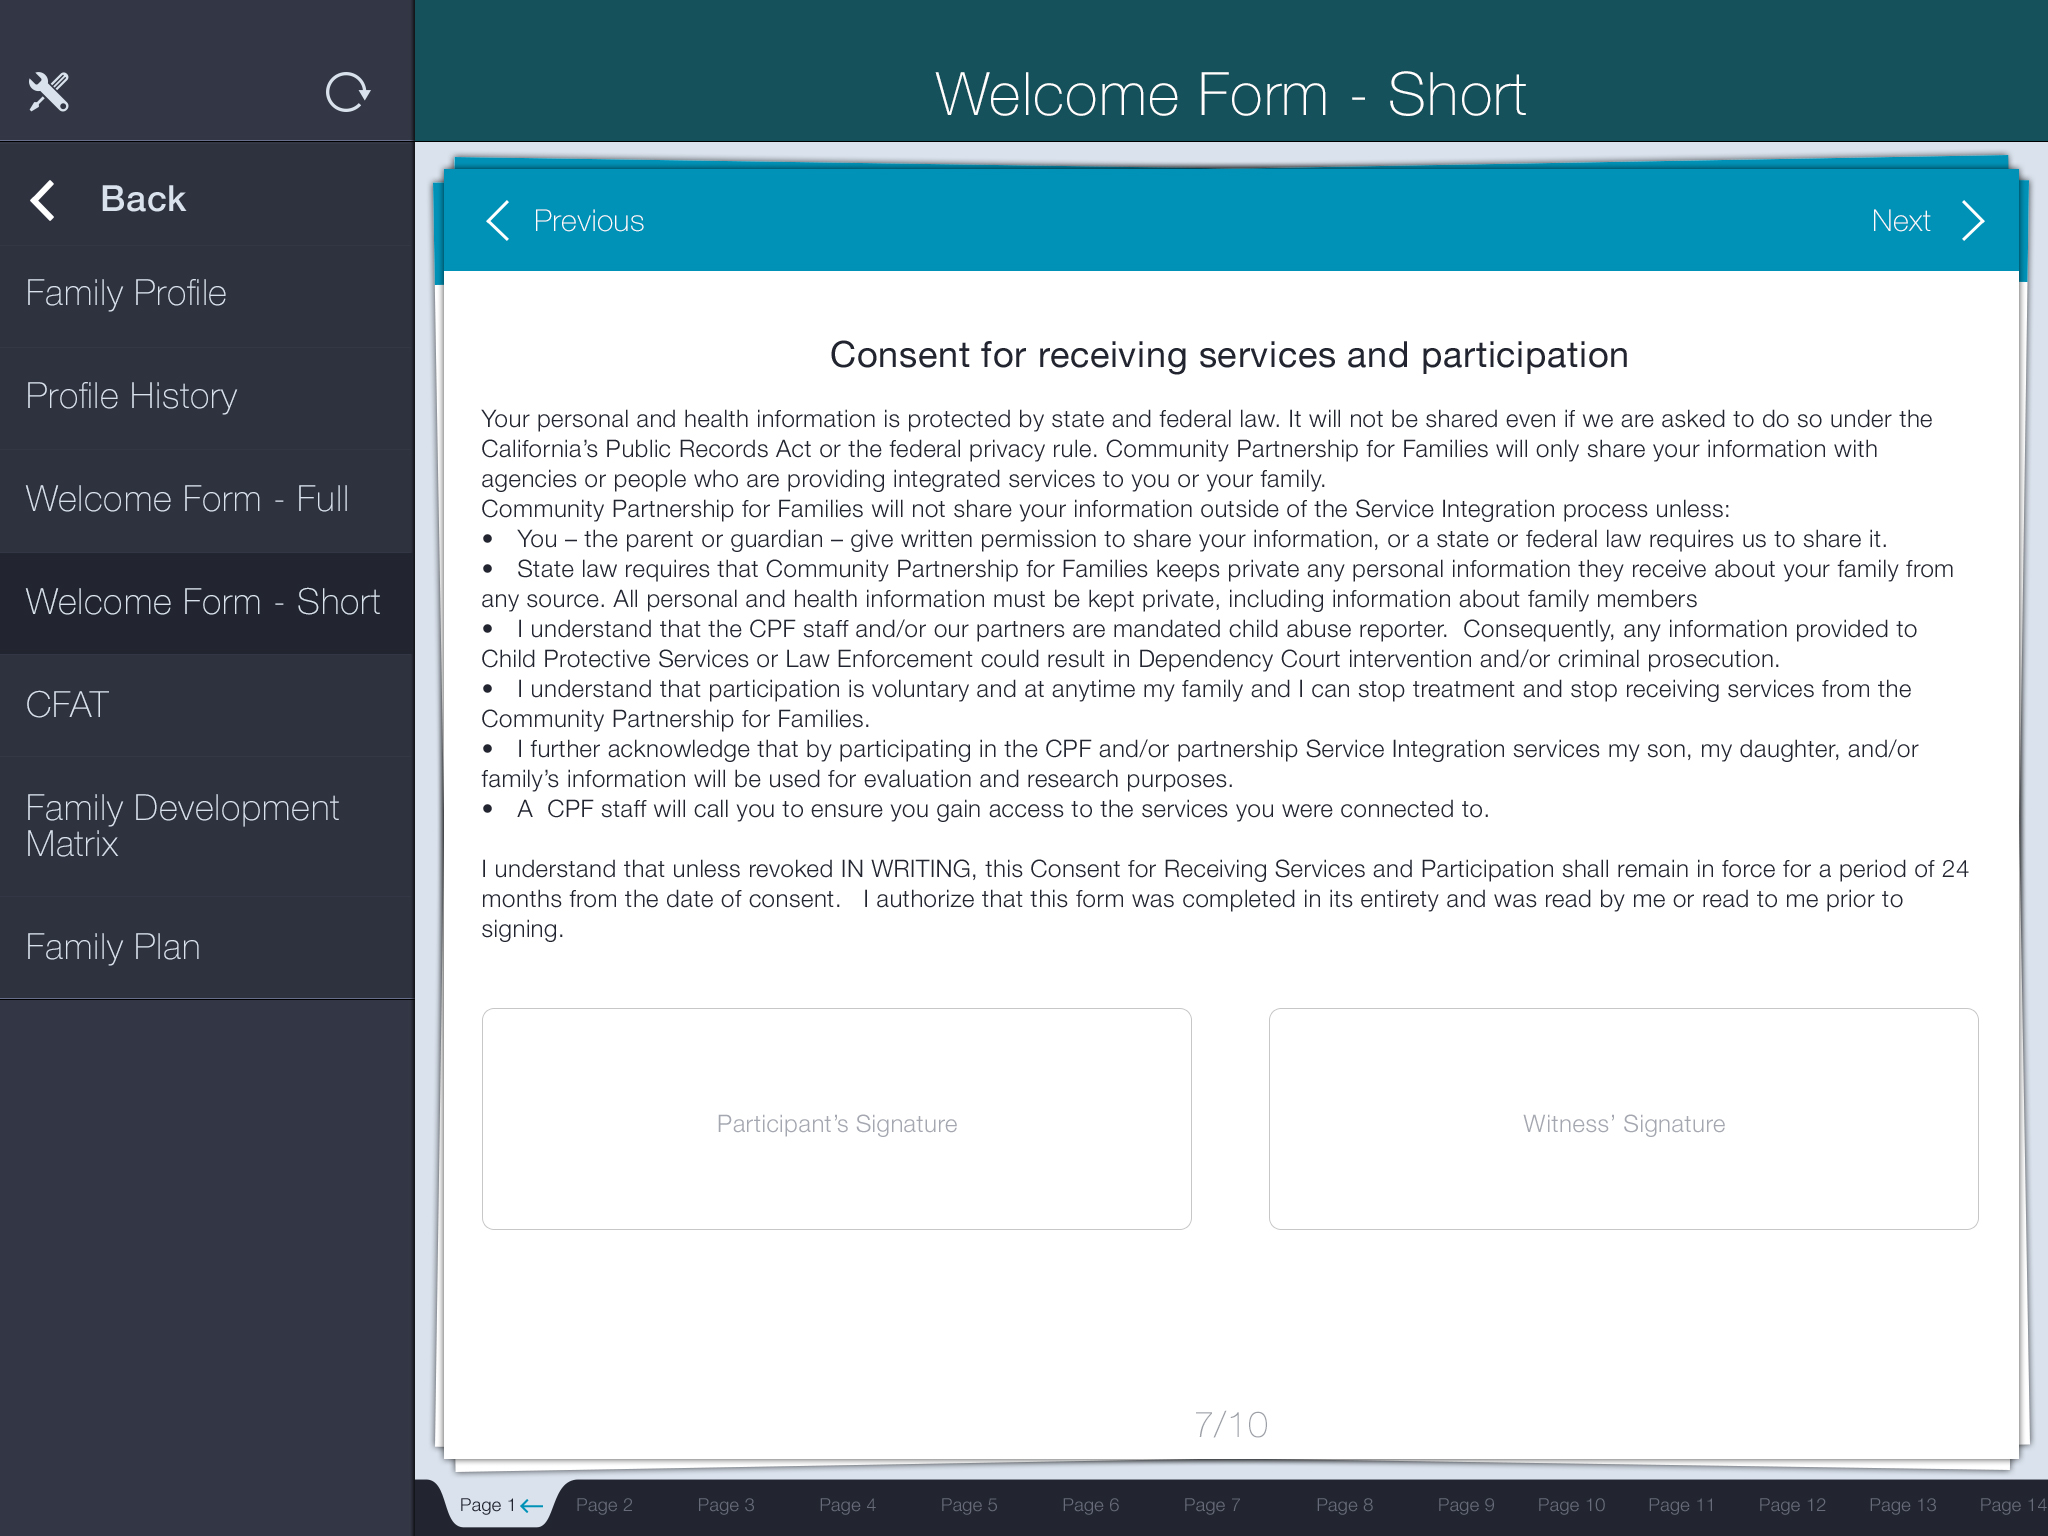 Welcome Form - Short
Back
Family Profile
Profile History
Welcome Form - Full
Welcome Form - Short
CFAT
Family Development
Matrix
Family Plan
Previous
Next
Consent for receiving services and participation
Your personal and health information is protected by state and federal law. It will not be shared even if we are asked to do so under the
California’s Public Records Act or the federal privacy rule. Community Partnership for Families will only share your information with
agencies or people who are providing integrated services to you or your family.
Community Partnership for Families will not share your information outside of the Service Integration process unless:
• You – the parent or guardian – give written permission to share your information, or a state or federal law requires us to share it.
• State law requires that Community Partnership for Families keeps private any personal information they receive about your family from
any source. All personal and health information must be kept private, including information about family members
• I understand that the CPF staff and/or our partners are mandated child abuse reporter.  Consequently, any information provided to
Child Protective Services or Law Enforcement could result in Dependency Court intervention and/or criminal prosecution.
• I understand that participation is voluntary and at anytime my family and I can stop treatment and stop receiving services from the
Community Partnership for Families.
• I further acknowledge that by participating in the CPF and/or partnership Service Integration services my son, my daughter, and/or
family’s information will be used for evaluation and research purposes.
• A  CPF staff will call you to ensure you gain access to the services you were connected to.
I understand that unless revoked IN WRITING, this Consent for Receiving Services and Participation shall remain in force for a period of 24
months from the date of consent.   I authorize that this form was completed in its entirety and was read by me or read to me prior to
signing.
Participant’s Signature
Witness’ Signature
7/10
Page 1 Page 2 Page 3 Page 4 Page 5 Page 6 Page 7 Page 8 Page 9 Page 10 Page 11 Page 12 Page 13 Page 14